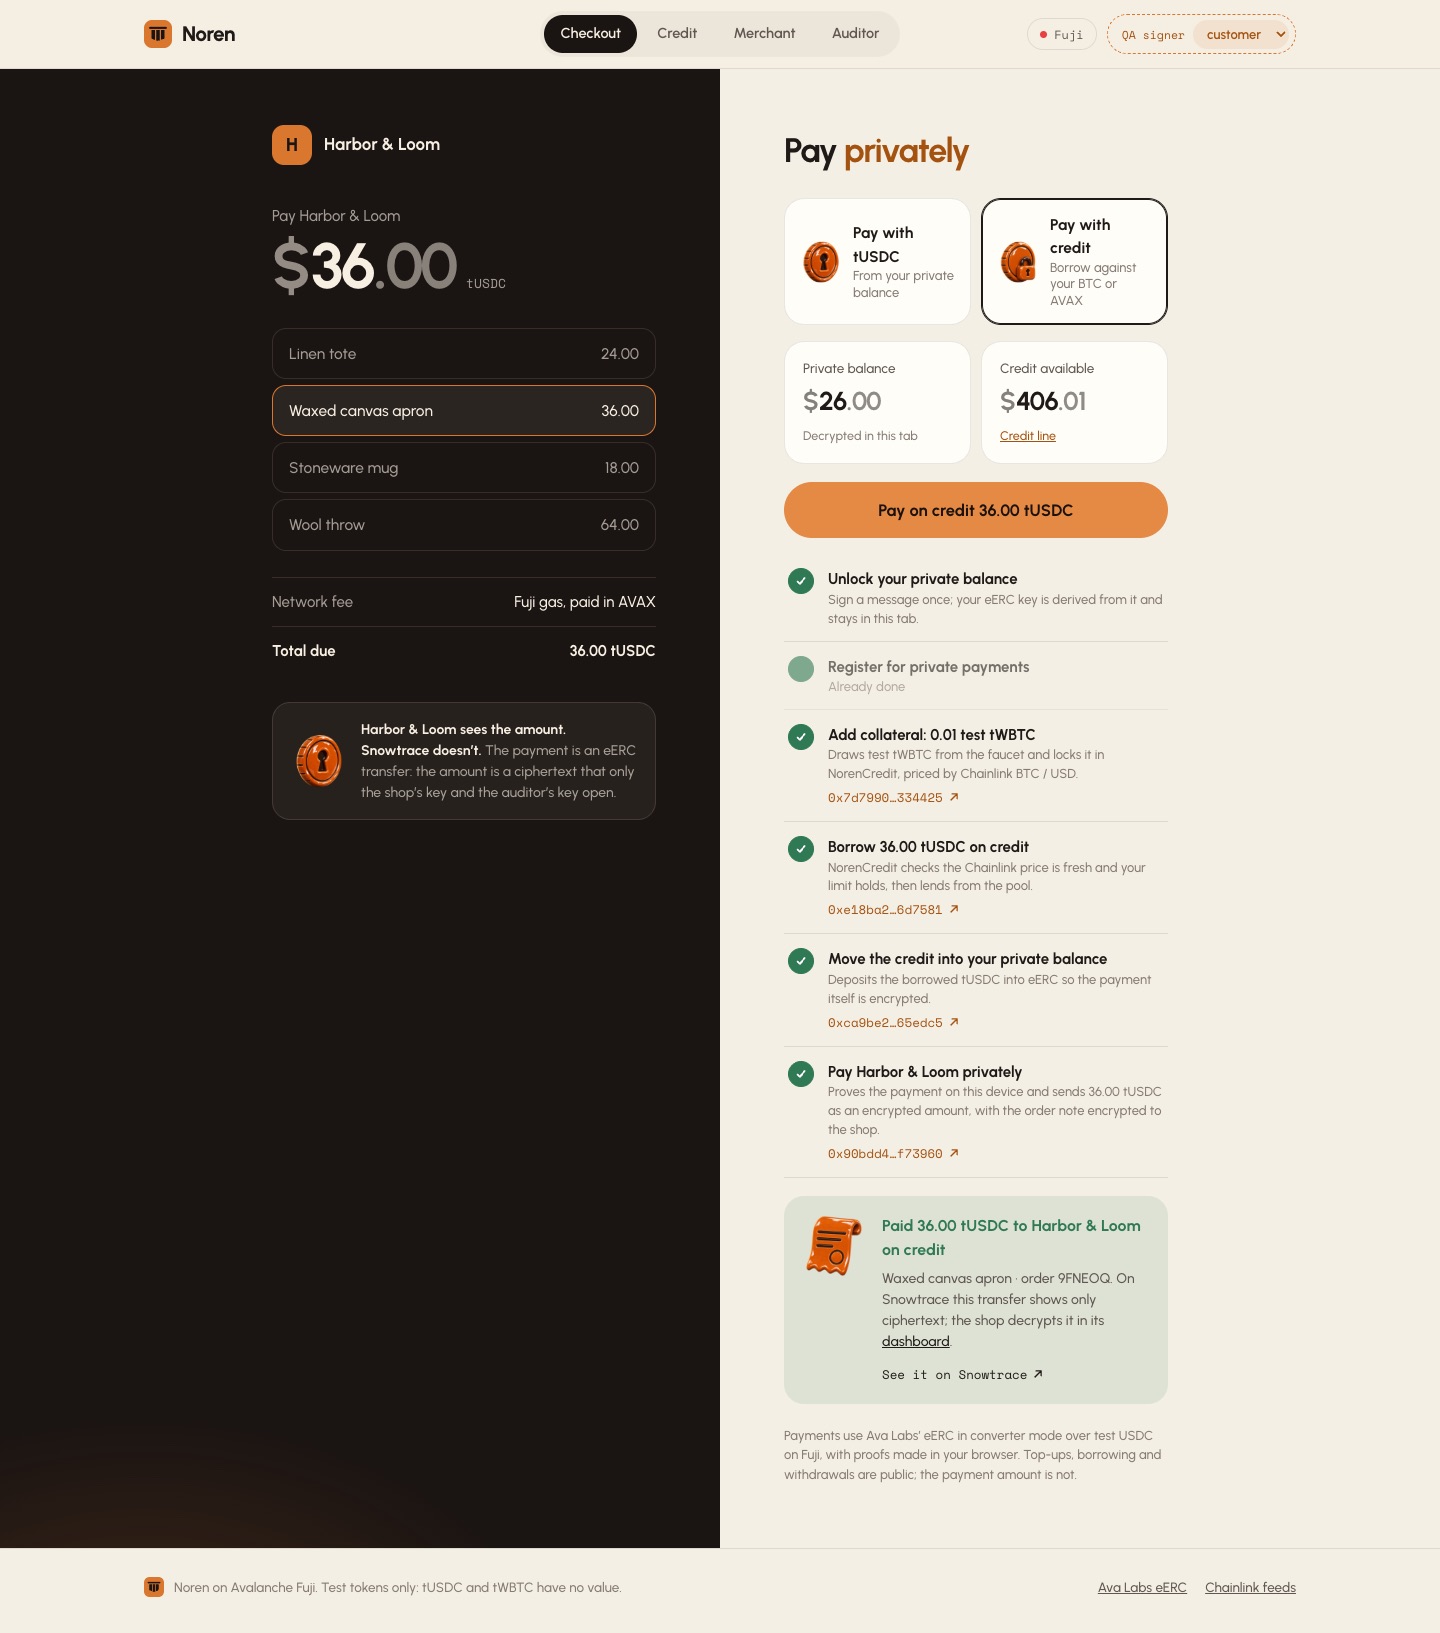 Noren
Checkout
Credit
Merchant
Auditor
Fuji
QA signer
customer
H
Harbor & Loom
Pay Harbor & Loom
$36.00 tUSDC
Linen tote 24.00
Waxed canvas apron 36.00
Stoneware mug 18.00
Wool throw 64.00
Network fee Fuji gas, paid in AVAX
Total due 36.00 tUSDC
Harbor & Loom sees the amount.
Snowtrace doesn't. The payment is an eERC
transfer: the amount is a ciphertext that only
the shop's key and the auditor's key open.
Pay privately
Pay with
tUSDC
From your private
balance
Pay with
credit
Borrow against
your BTC or
AVAX
Private balance
$26.00
Decrypted in this tab
Credit available
$406.01
Credit line
Pay on credit 36.00 tUSDC
Unlock your private balance
Sign a message once; your eERC key is derived from it and
stays in this tab.
Register for private payments
Already done
Add collateral: 0.01 test tWBTC
Draws test tWBTC from the faucet and locks it in
NorenCredit, priced by Chainlink BTC / USD.
0x7d7990…334425 ↗
Borrow 36.00 tUSDC on credit
NorenCredit checks the Chainlink price is fresh and your
limit holds, then lends from the pool.
0xe18ba2…6d7581 ↗
Move the credit into your private balance
Deposits the borrowed tUSDC into eERC so the payment
itself is encrypted.
0xca9be2…65edc5 ↗
Pay Harbor & Loom privately
Proves the payment on this device and sends 36.00 tUSDC
as an encrypted amount, with the order note encrypted to
the shop.
0x90bdd4…f73960 ↗
Paid 36.00 tUSDC to Harbor & Loom
on credit
Waxed canvas apron · order 9FNEOQ. On
Snowtrace this transfer shows only
ciphertext; the shop decrypts it in its
dashboard.
See it on Snowtrace ↗
Payments use Ava Labs' eERC in converter mode over test USDC
on Fuji, with proofs made in your browser. Top-ups, borrowing and
withdrawals are public; the payment amount is not.
Noren on Avalanche Fuji. Test tokens only: tUSDC and tWBTC have no value.
Ava Labs eERC
Chainlink feeds